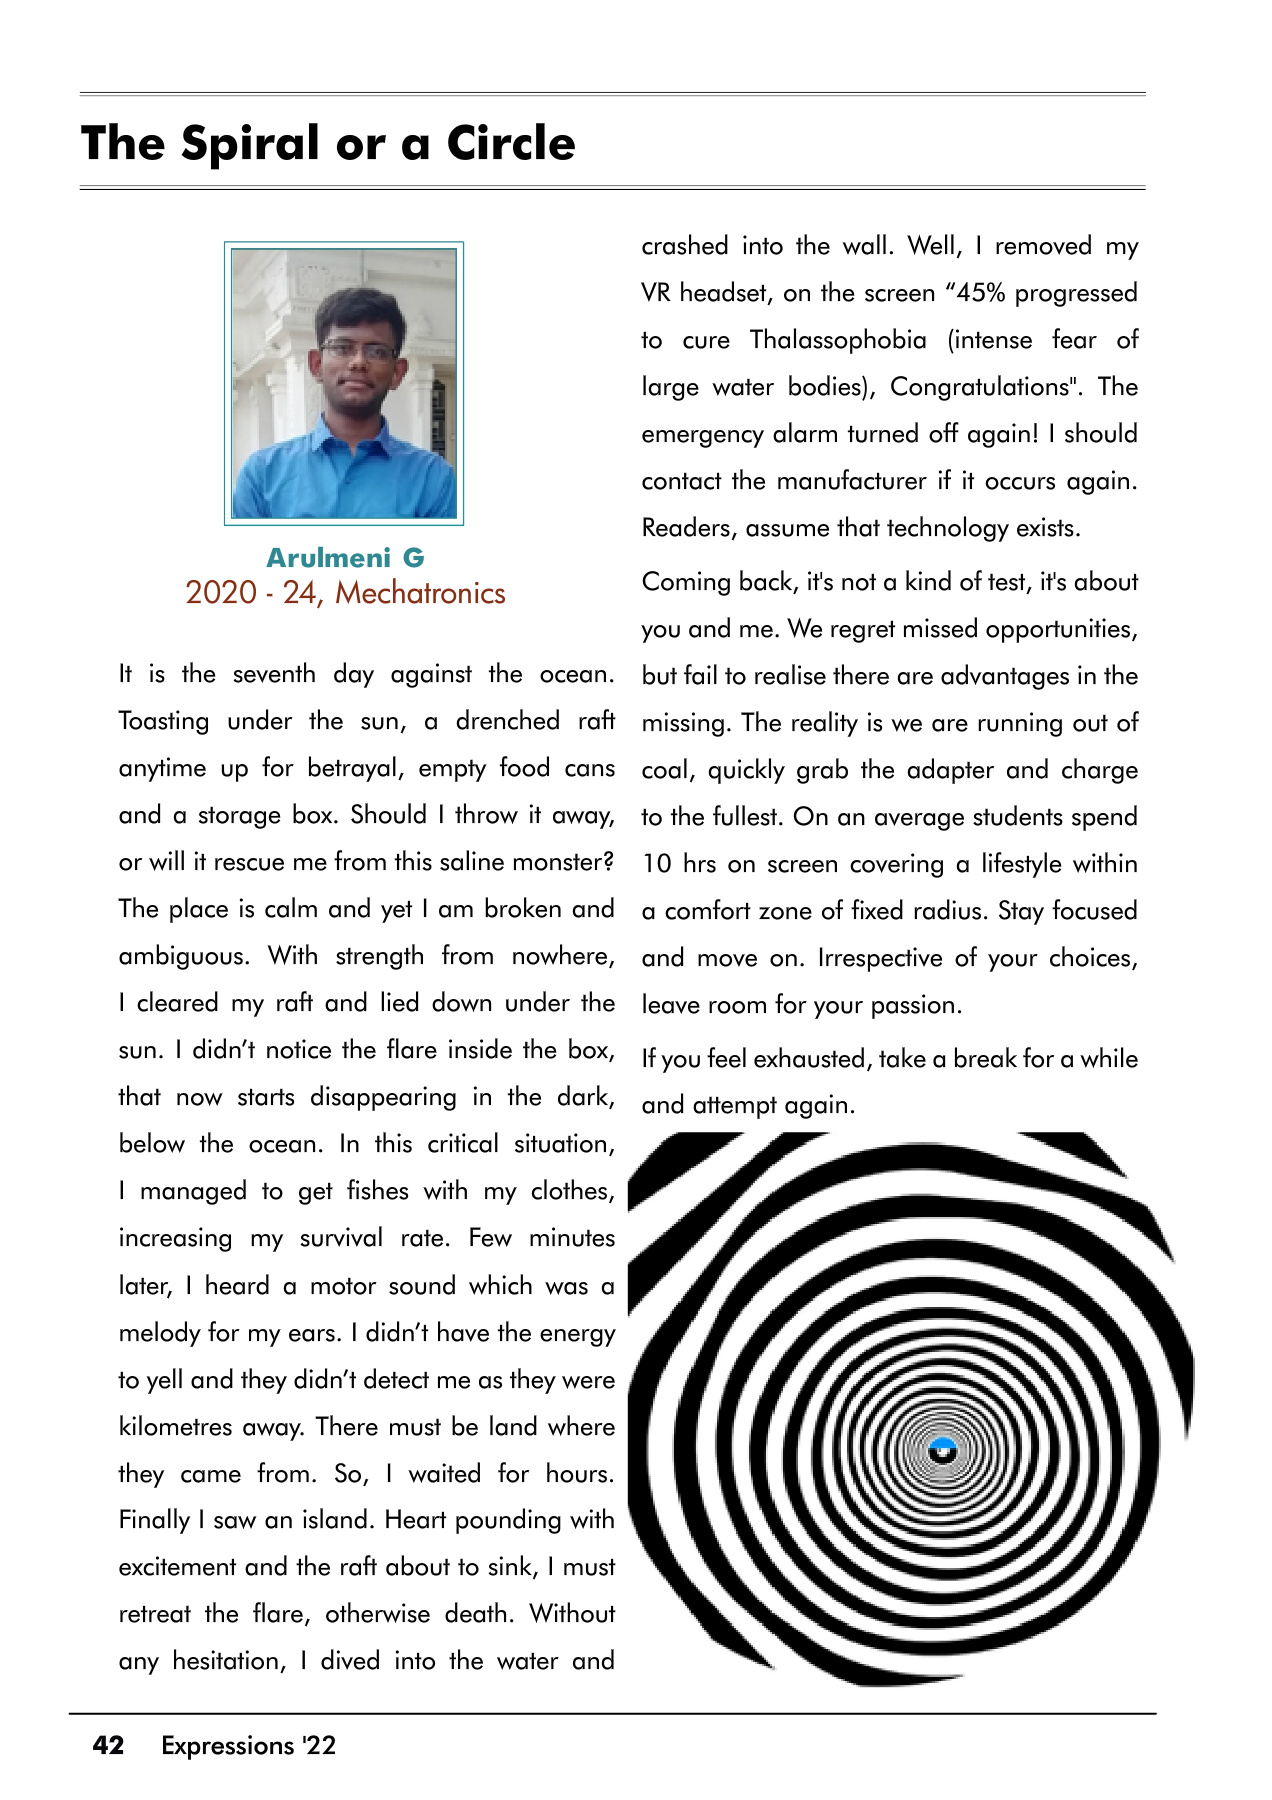 The Spiral or a Circle
Arulmeni G
2020 - 24, Mechatronics
It is the seventh day against the ocean.
Toasting under the sun, a drenched raft
anytime up for betrayal, empty food cans
and a storage box. Should I throw it away,
or will it rescue me from this saline monster?
The place is calm and yet I am broken and
ambiguous. With strength from nowhere,
I cleared my raft and lied down under the
sun. I didn’t notice the flare inside the box,
that now starts disappearing in the dark,
below the ocean. In this critical situation,
I managed to get fishes with my clothes,
increasing my survival rate. Few minutes
later, I heard a motor sound which was a
melody for my ears. I didn’t have the energy
to yell and they didn’t detect me as they were
kilometres away. There must be land where
they came from. So, I waited for hours.
Finally I saw an island. Heart pounding with
excitement and the raft about to sink, I must
retreat the flare, otherwise death. Without
any hesitation, I dived into the water and
crashed into the wall. Well, I removed my
VR headset, on the screen “45% progressed
to cure Thalassophobia (intense fear of
large water bodies), Congratulations". The
emergency alarm turned off again! I should
contact the manufacturer if it occurs again.
Readers, assume that technology exists.
Coming back, it's not a kind of test, it's about
you and me. We regret missed opportunities,
but fail to realise there are advantages in the
missing. The reality is we are running out of
coal, quickly grab the adapter and charge
to the fullest. On an average students spend
10 hrs on screen covering a lifestyle within
a comfort zone of fixed radius. Stay focused
and move on. Irrespective of your choices,
leave room for your passion.
If you feel exhausted, take a break for a while
and attempt again.
42 Expressions '22